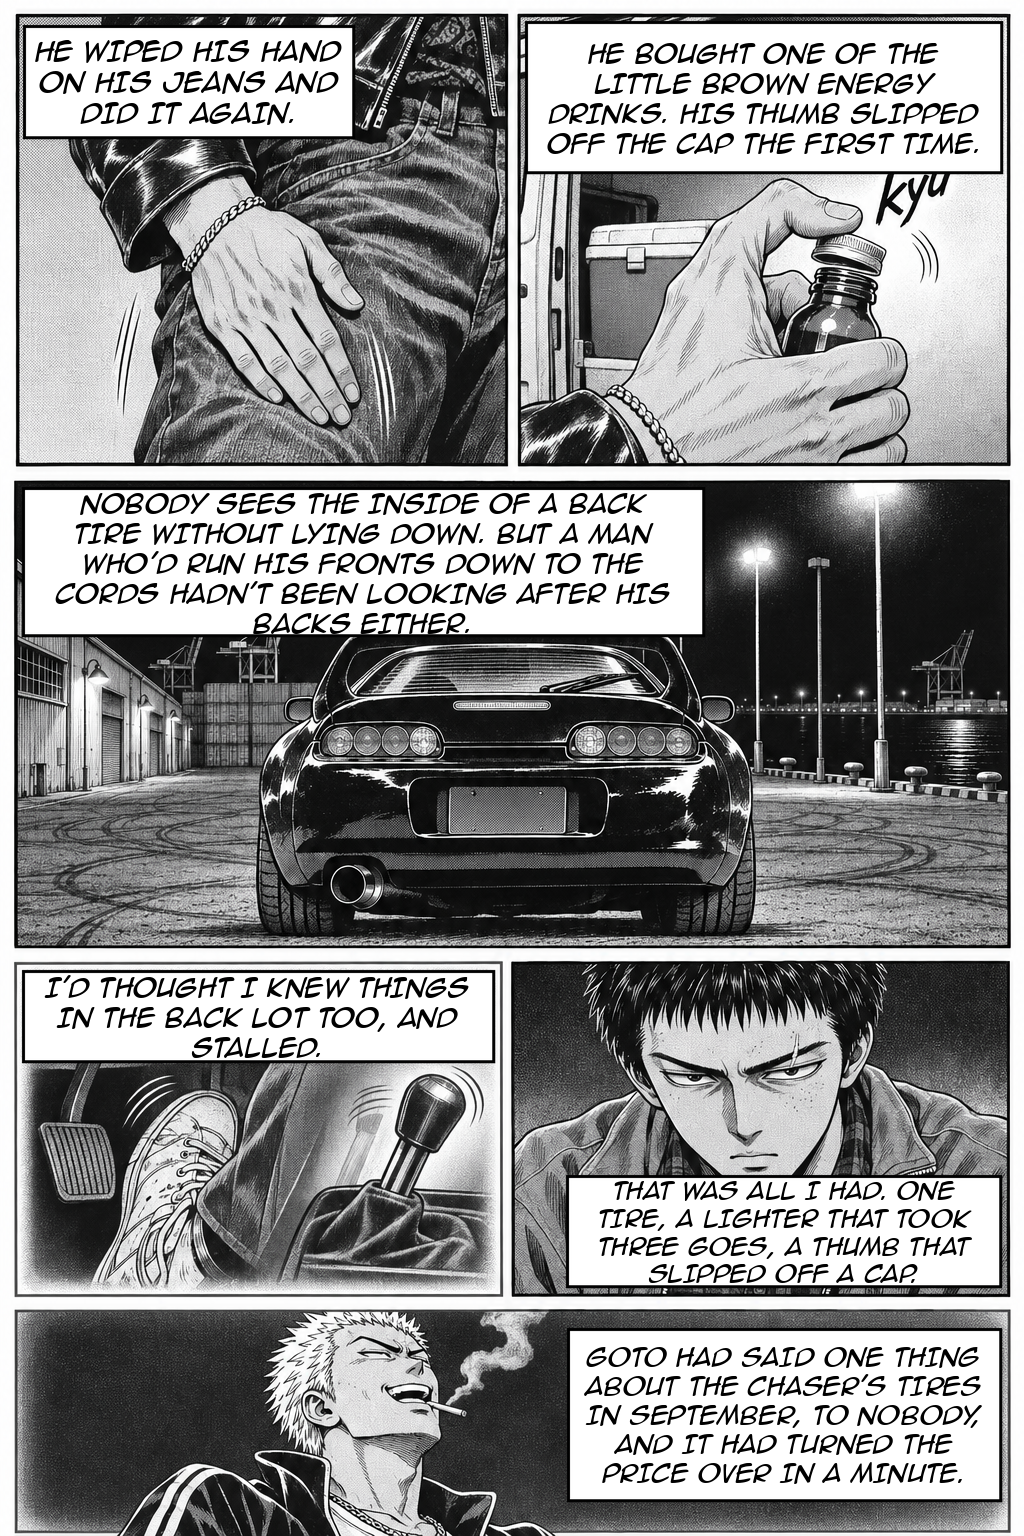 HE WIPED HIS HAND
ON HIS JEANS AND
DID IT AGAIN.
HE BOUGHT ONE OF THE
LITTLE BROWN ENERGY
DRINKS. HIS THUMB SLIPPED
OFF THE CAP THE FIRST TIME.
kyu
NOBODY SEES THE INSIDE OF A BACK
TIRE WITHOUT LYING DOWN. BUT A MAN
WHO'D RUN HIS FRONTS DOWN TO THE
CORDS HADN'T BEEN LOOKING AFTER HIS
BACKS EITHER.
I'D THOUGHT I KNEW THINGS
IN THE BACK LOT TOO, AND
STALLED.
THAT WAS ALL I HAD. ONE
TIRE, A LIGHTER THAT TOOK
THREE GOES, A THUMB THAT
SLIPPED OFF A CAP.
GOTO HAD SAID ONE THING
ABOUT THE CHASER'S TIRES
IN SEPTEMBER, TO NOBODY,
AND IT HAD TURNED THE
PRICE OVER IN A MINUTE.